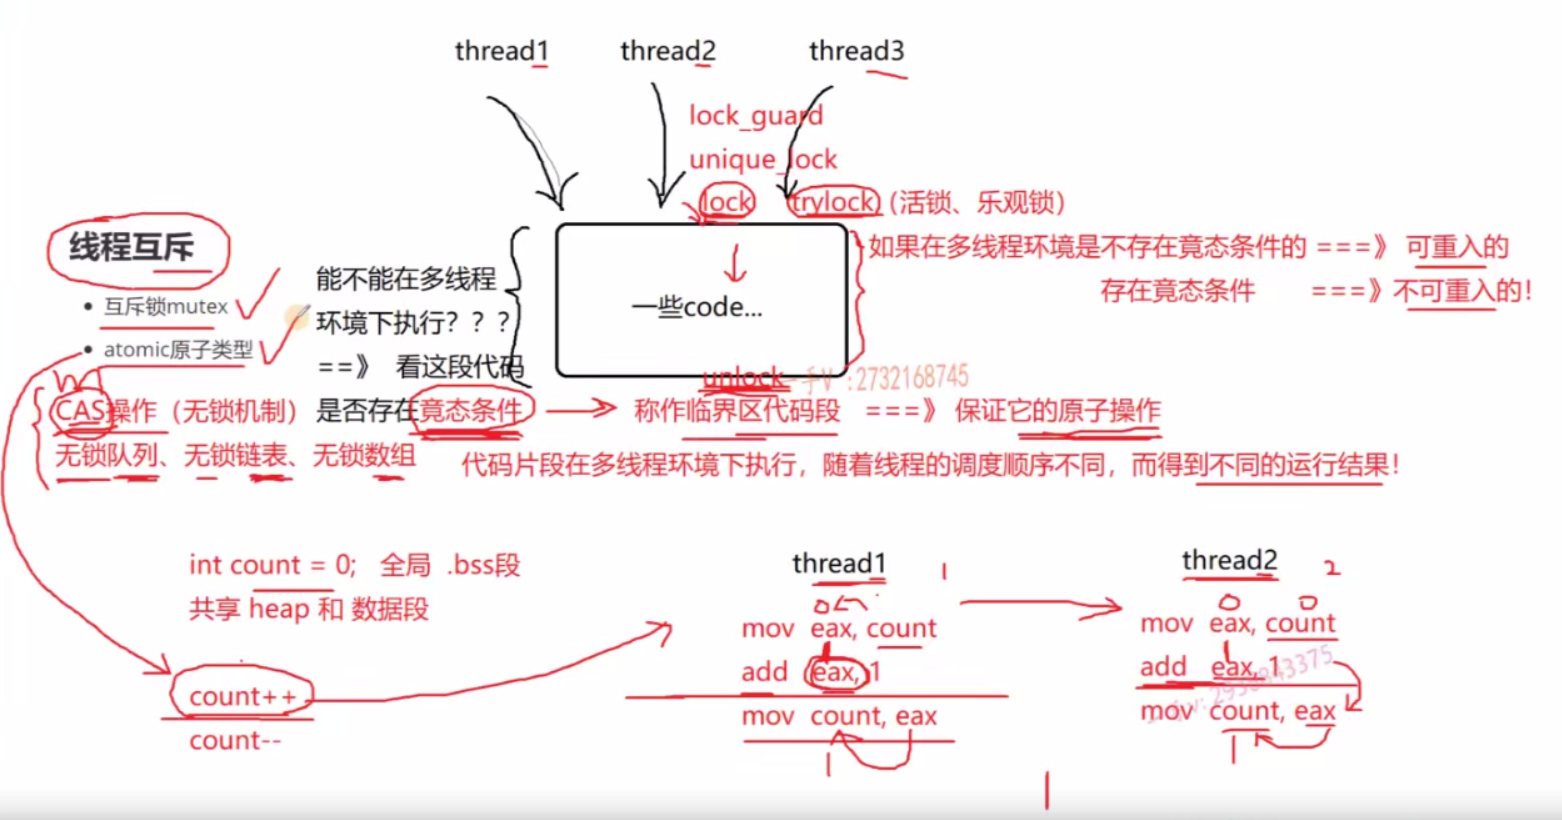 thread1 thread2 thread3
lock_guard
unique_lock
lock trylock (活锁、乐观锁)
线程互斥
如果在多线程环境是不存在竟态条件的 ===》 可重入的
能不能在多线程
存在竟态条件 ===》不可重入的!
• 互斥锁mutex
一些code...
环境下执行? ? ?
• atomic原子类型
==》 看这段代码
unlock
:2732168745
CAS操作（无锁机制）
是否存在竟态条件
称作临界区代码段 ===》 保证它的原子操作
无锁队列、无锁链表、无锁数组
代码片段在多线程环境下执行，随着线程的调度顺序不同，而得到不同的运行结果!
int count = 0; 全局 .bss段
共享 heap 和 数据段
count++
count--
thread1 1
0
mov eax, count
add eax, 1
mov count, eax
1
thread2 2
0 0
mov eax, count
1
add eax, 1
mov count, eax
1
1